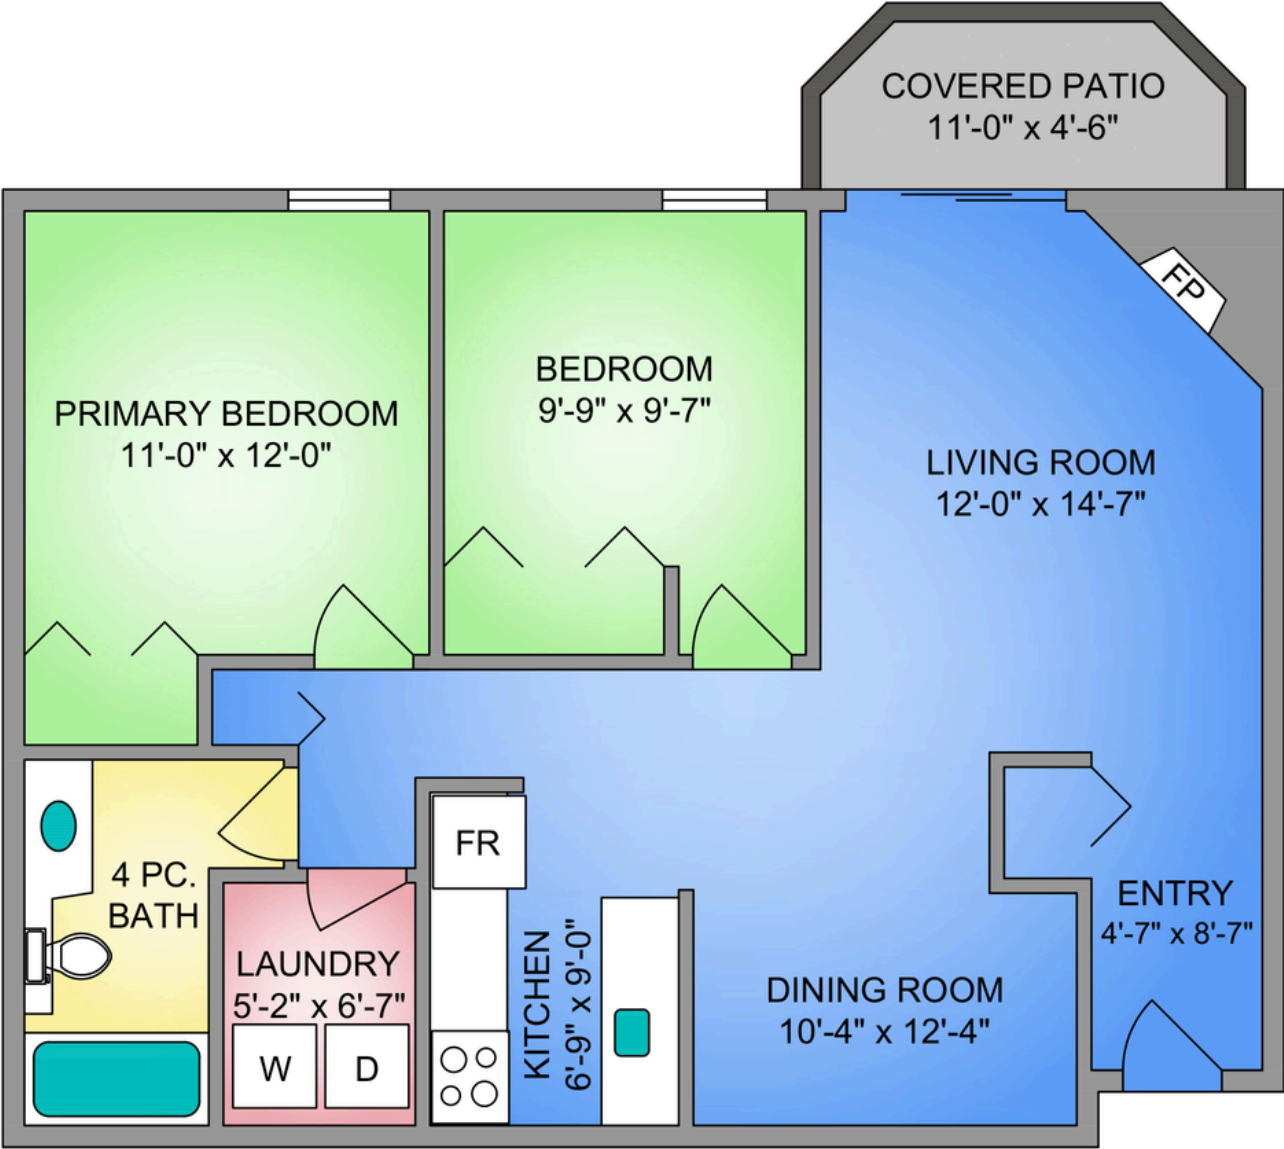 COVERED PATIO
11'-0" x 4'-6"
FP
BEDROOM
9'-9" x 9'-7"
PRIMARY BEDROOM
11'-0" x 12'-0"
LIVING ROOM
12'-0" x 14'-7"
FR
4 PC.
BATH
ENTRY
4'-7" x 8'-7"
LAUNDRY
5'-2" x 6'-7"
KITCHEN
6'-9" x 9'-0"
DINING ROOM
10'-4" x 12'-4"
W
D